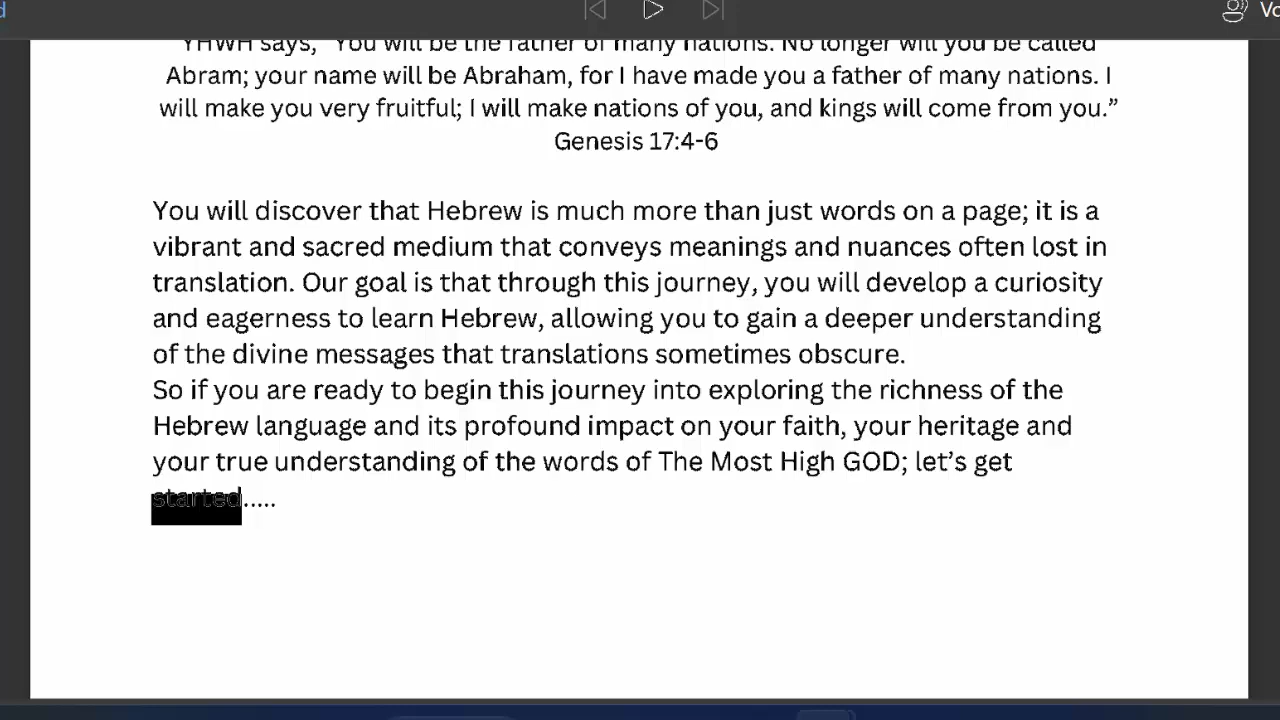 d
Vo
YHWH says, "You will be the father of many nations. No longer will you be called
Abram; your name will be Abraham, for I have made you a father of many nations. I
will make you very fruitful; I will make nations of you, and kings will come from you.”
Genesis 17:4-6
You will discover that Hebrew is much more than just words on a page; it is a
vibrant and sacred medium that conveys meanings and nuances often lost in
translation. Our goal is that through this journey, you will develop a curiosity
and eagerness to learn Hebrew, allowing you to gain a deeper understanding
of the divine messages that translations sometimes obscure.
So if you are ready to begin this journey into exploring the richness of the
Hebrew language and its profound impact on your faith, your heritage and
your true understanding of the words of The Most High GOD; let’s get
started.....